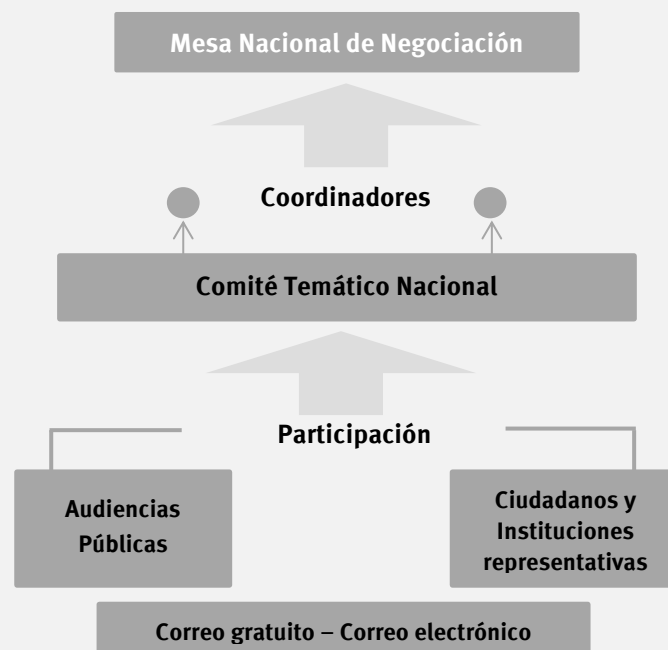 Mesa Nacional de Negociación
Coordinadores
Comité Temático Nacional
Participación
Audiencias
Públicas
Ciudadanos y
Instituciones
representativas
Correo gratuito – Correo electrónico